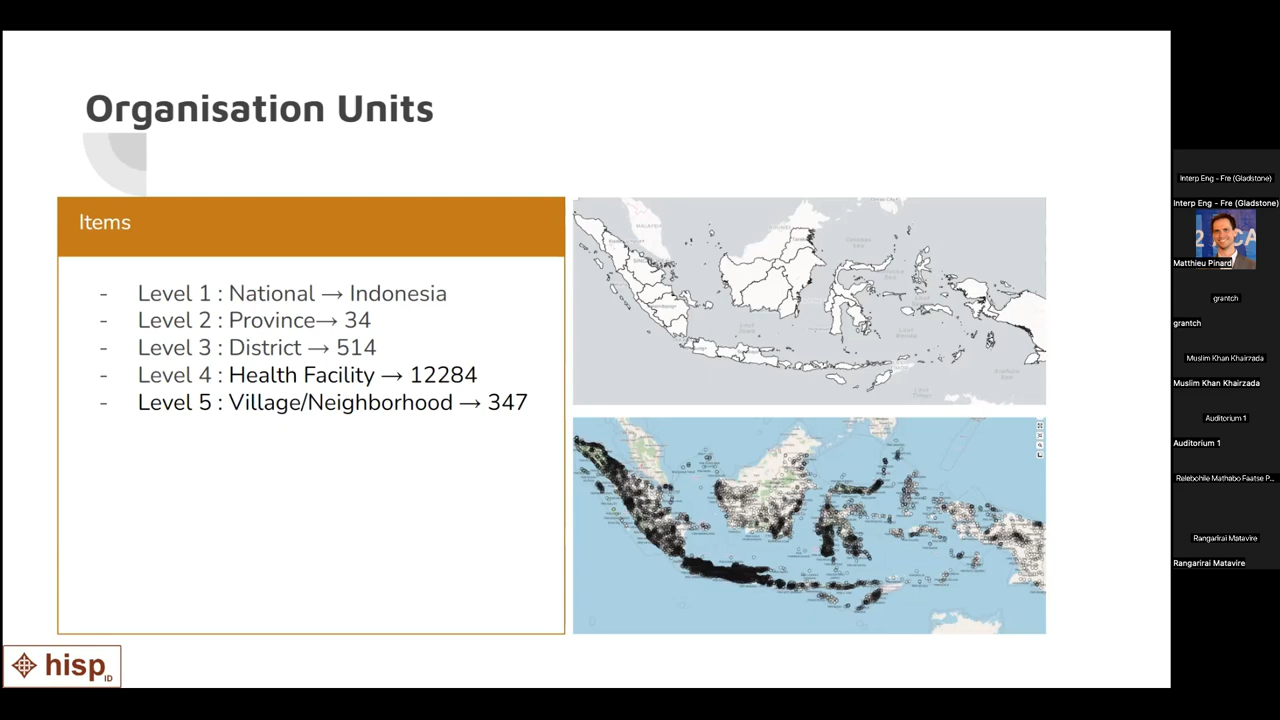 Organisation Units
Items
- Level 1 : National → Indonesia
- Level 2 : Province→ 34
- Level 3 : District → 514
- Level 4 : Health Facility → 12284
- Level 5 : Village/Neighborhood → 347
MALAYSIA
hisp
ID
Interp Eng - Fre (Gladstone)
Interp Eng - Fre (Gladstone)
Matthieu Pinard
grantch
grantch
Muslim Khan Khairzada
Muslim Khan Khairzada
Auditorium 1
Auditorium 1
Relebohile Mathabo Faatse P...
Rangarirai Matavire
Rangarirai Matavire